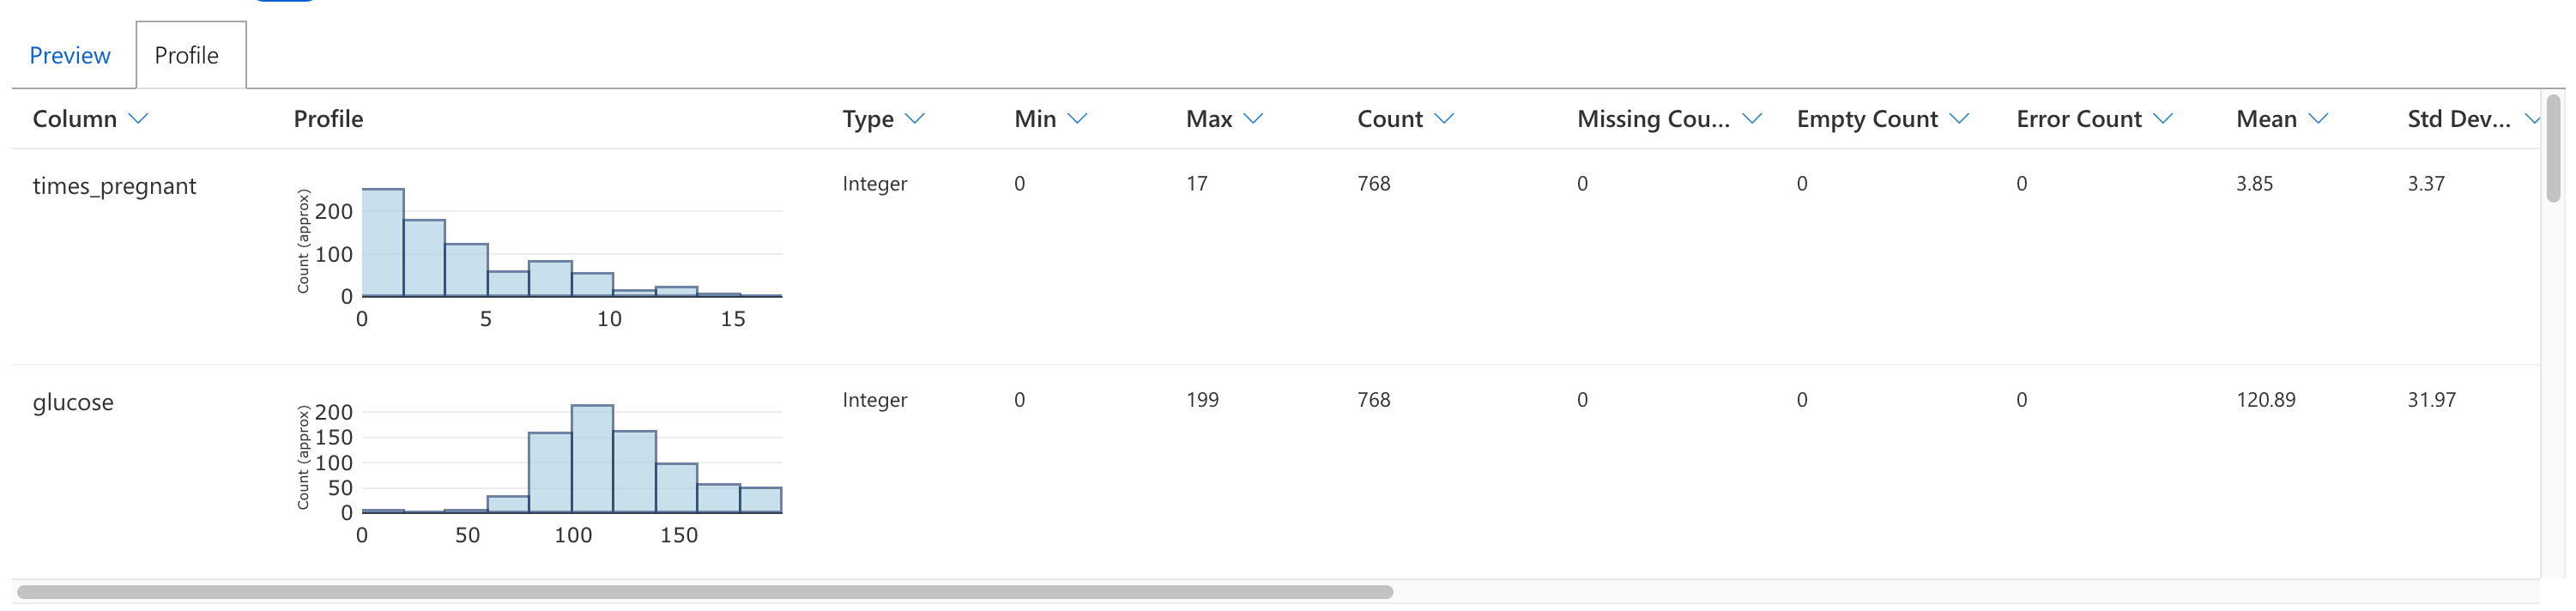 Preview Profile
Column Profile Type Min Max Count Missing Cou... Empty Count Error Count Mean Std Dev...
times_pregnant Integer 0 17 768 0 0 0 3.85 3.37
Count (approx)
200
100
0
0 5 10 15
glucose Integer 0 199 768 0 0 0 120.89 31.97
Count (approx)
200
150
100
50
0
0 50 100 150